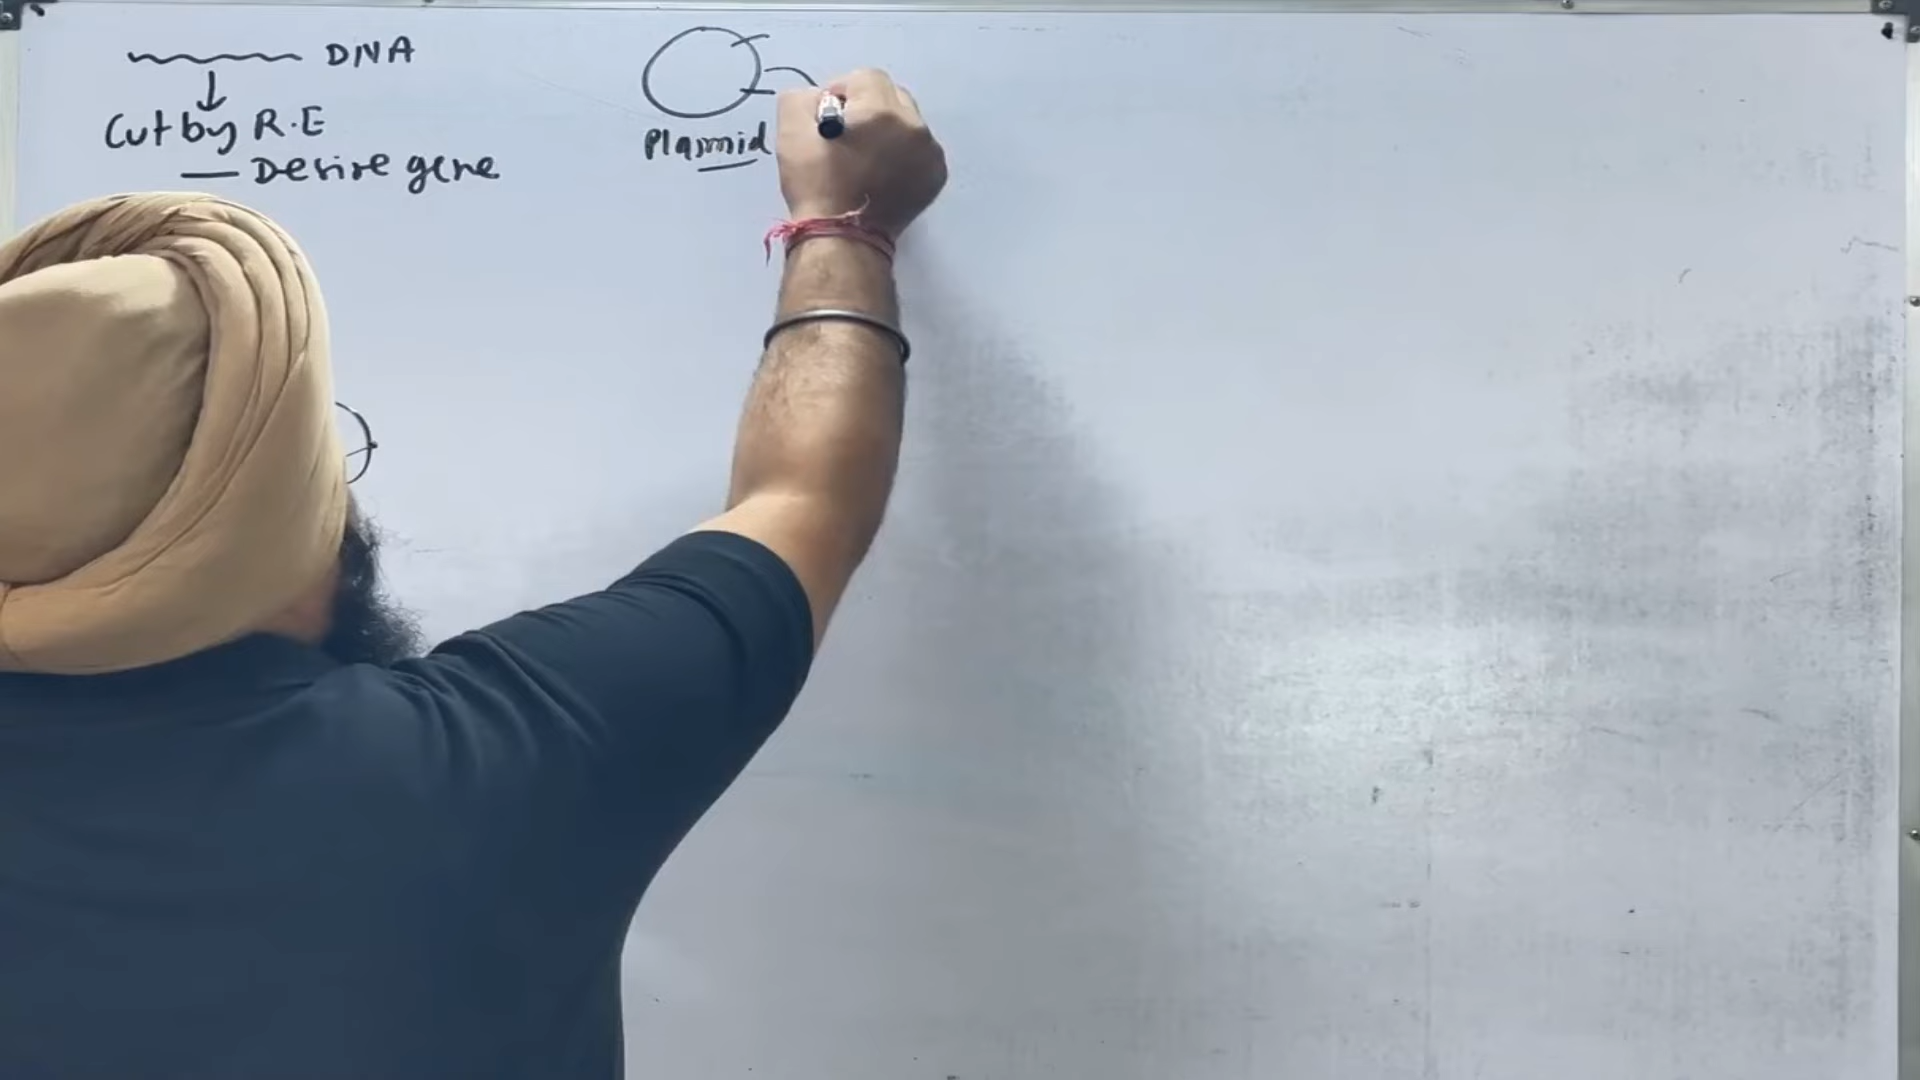 DNA
Cut by R.E
— Desire gene
Plasmid